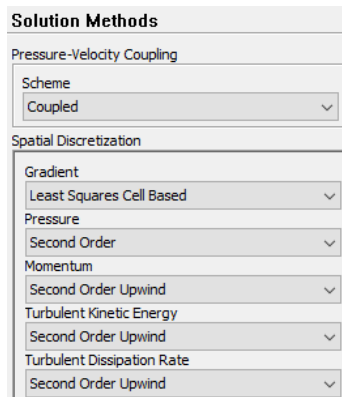 Solution Methods
Pressure-Velocity Coupling
Scheme
Coupled
Spatial Discretization
Gradient
Least Squares Cell Based
Pressure
Second Order
Momentum
Second Order Upwind
Turbulent Kinetic Energy
Second Order Upwind
Turbulent Dissipation Rate
Second Order Upwind